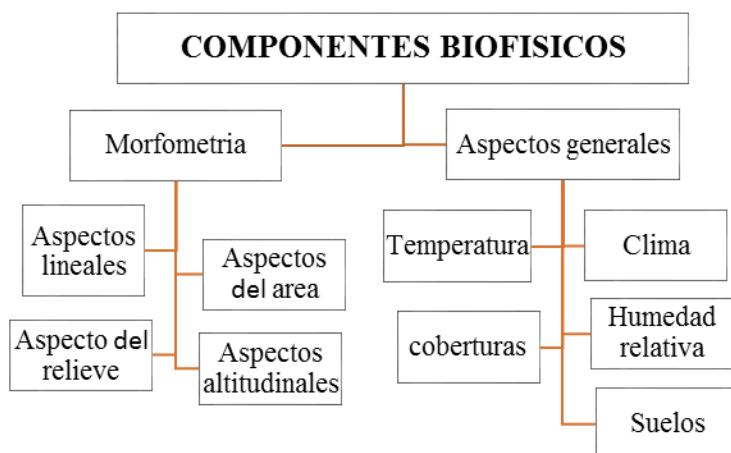 COMPONENTES BIOFISICOS
Morfometria
Aspectos generales
Aspectos
lineales
Aspectos
del area
Aspecto del
relieve
Aspectos
altitudinales
Temperatura
Clima
coberturas
Humedad
relativa
Suelos